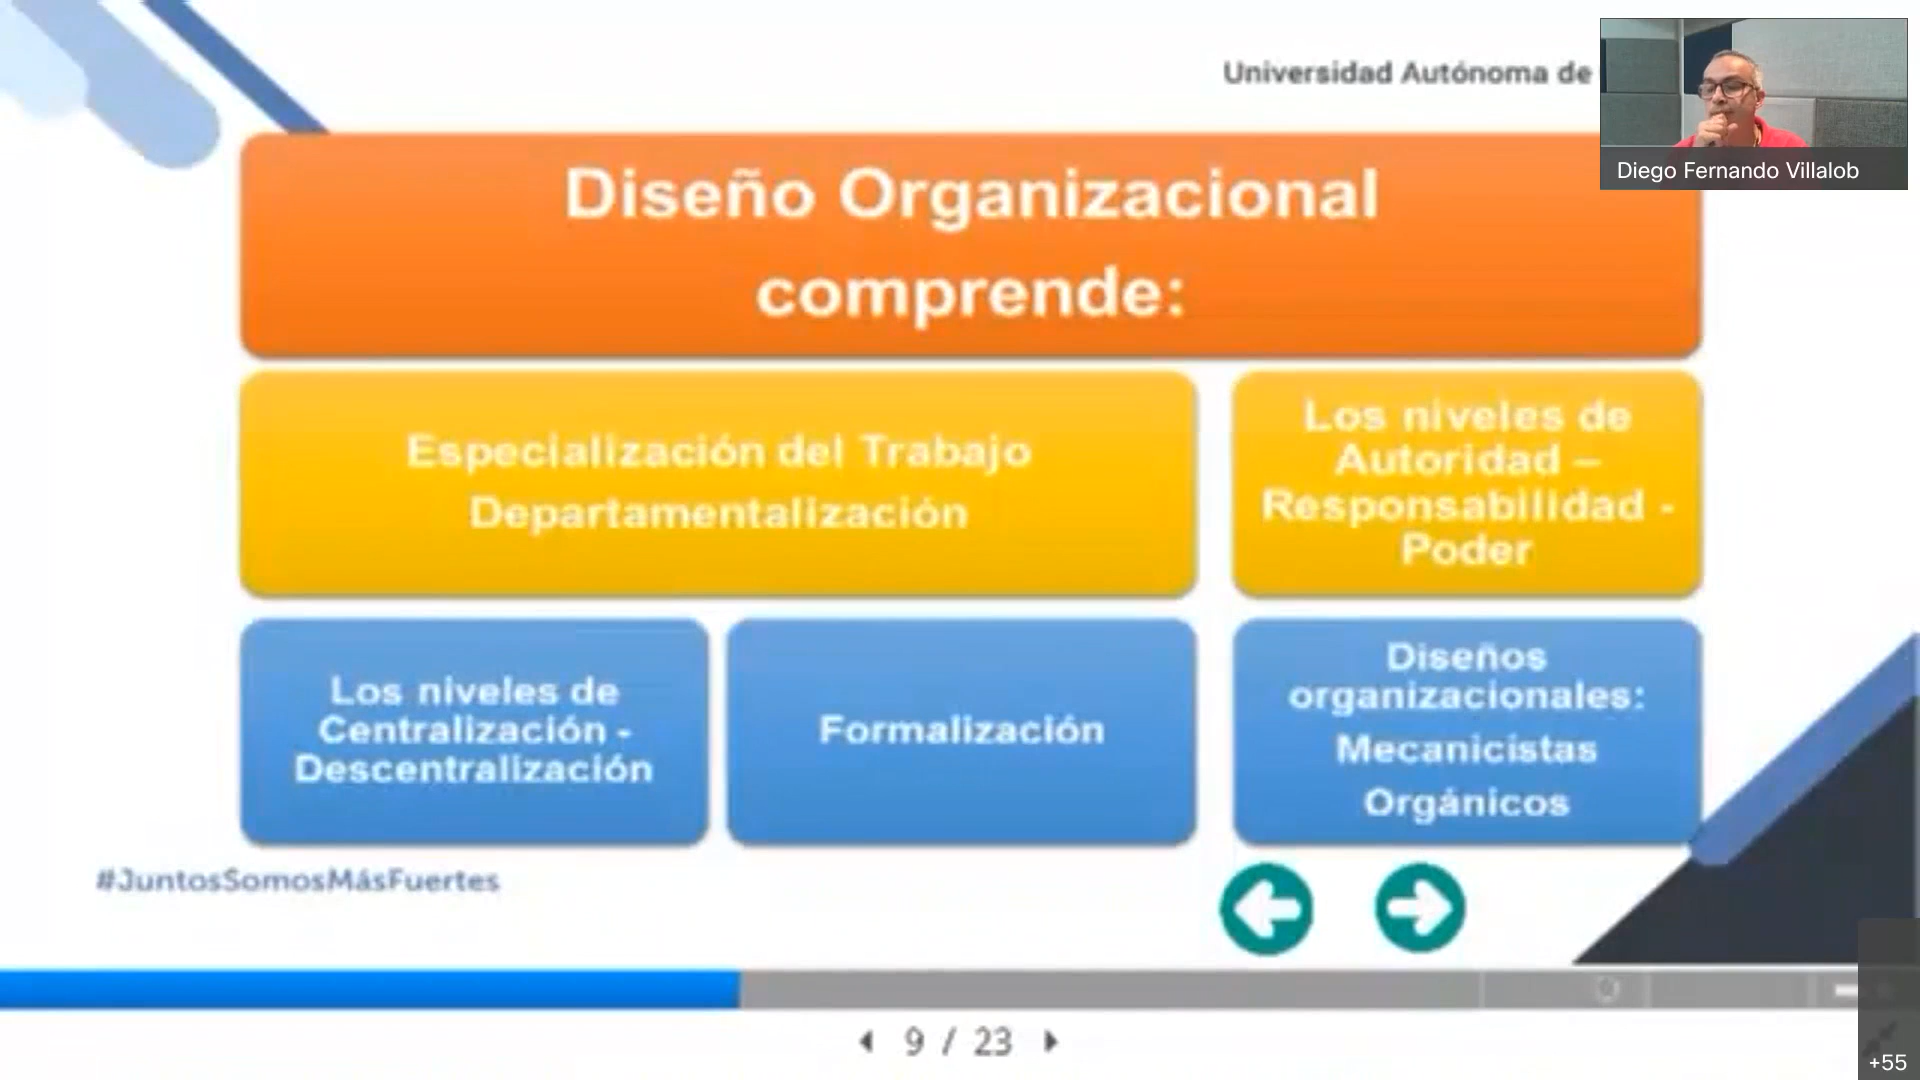 Universidad Autónoma de
Diego Fernando Villalob
Diseño Organizacional
comprende:
Especialización del Trabajo
Departamentalización
Los niveles de
Autoridad –
Responsabilidad -
Poder
Los niveles de
Centralización -
Descentralización
Formalización
Diseños
organizacionales:
Mecanicistas
Orgánicos
#JuntosSomosMásFuertes
9 / 23
+55